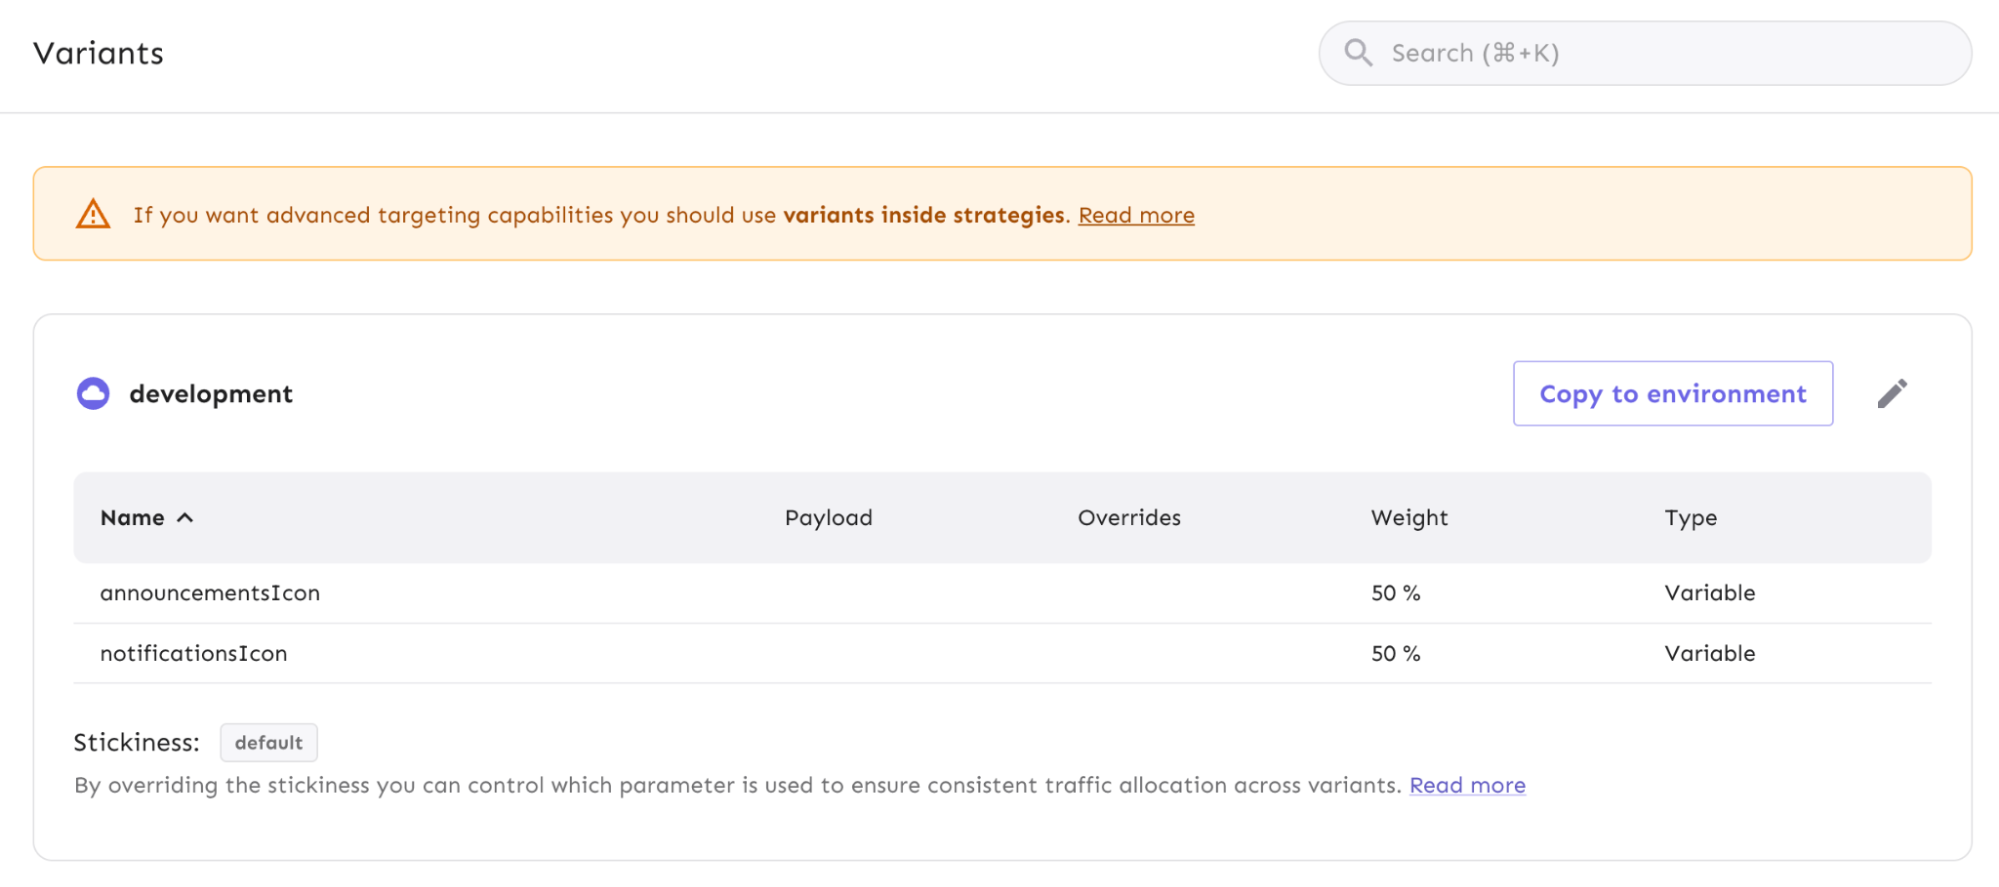 Variants
Search (⌘+K)
If you want advanced targeting capabilities you should use variants inside strategies. Read more
development
Copy to environment
Name Payload Overrides Weight Type
announcementsIcon 50 % Variable
notificationsIcon 50 % Variable
Stickiness: default
By overriding the stickiness you can control which parameter is used to ensure consistent traffic allocation across variants. Read more